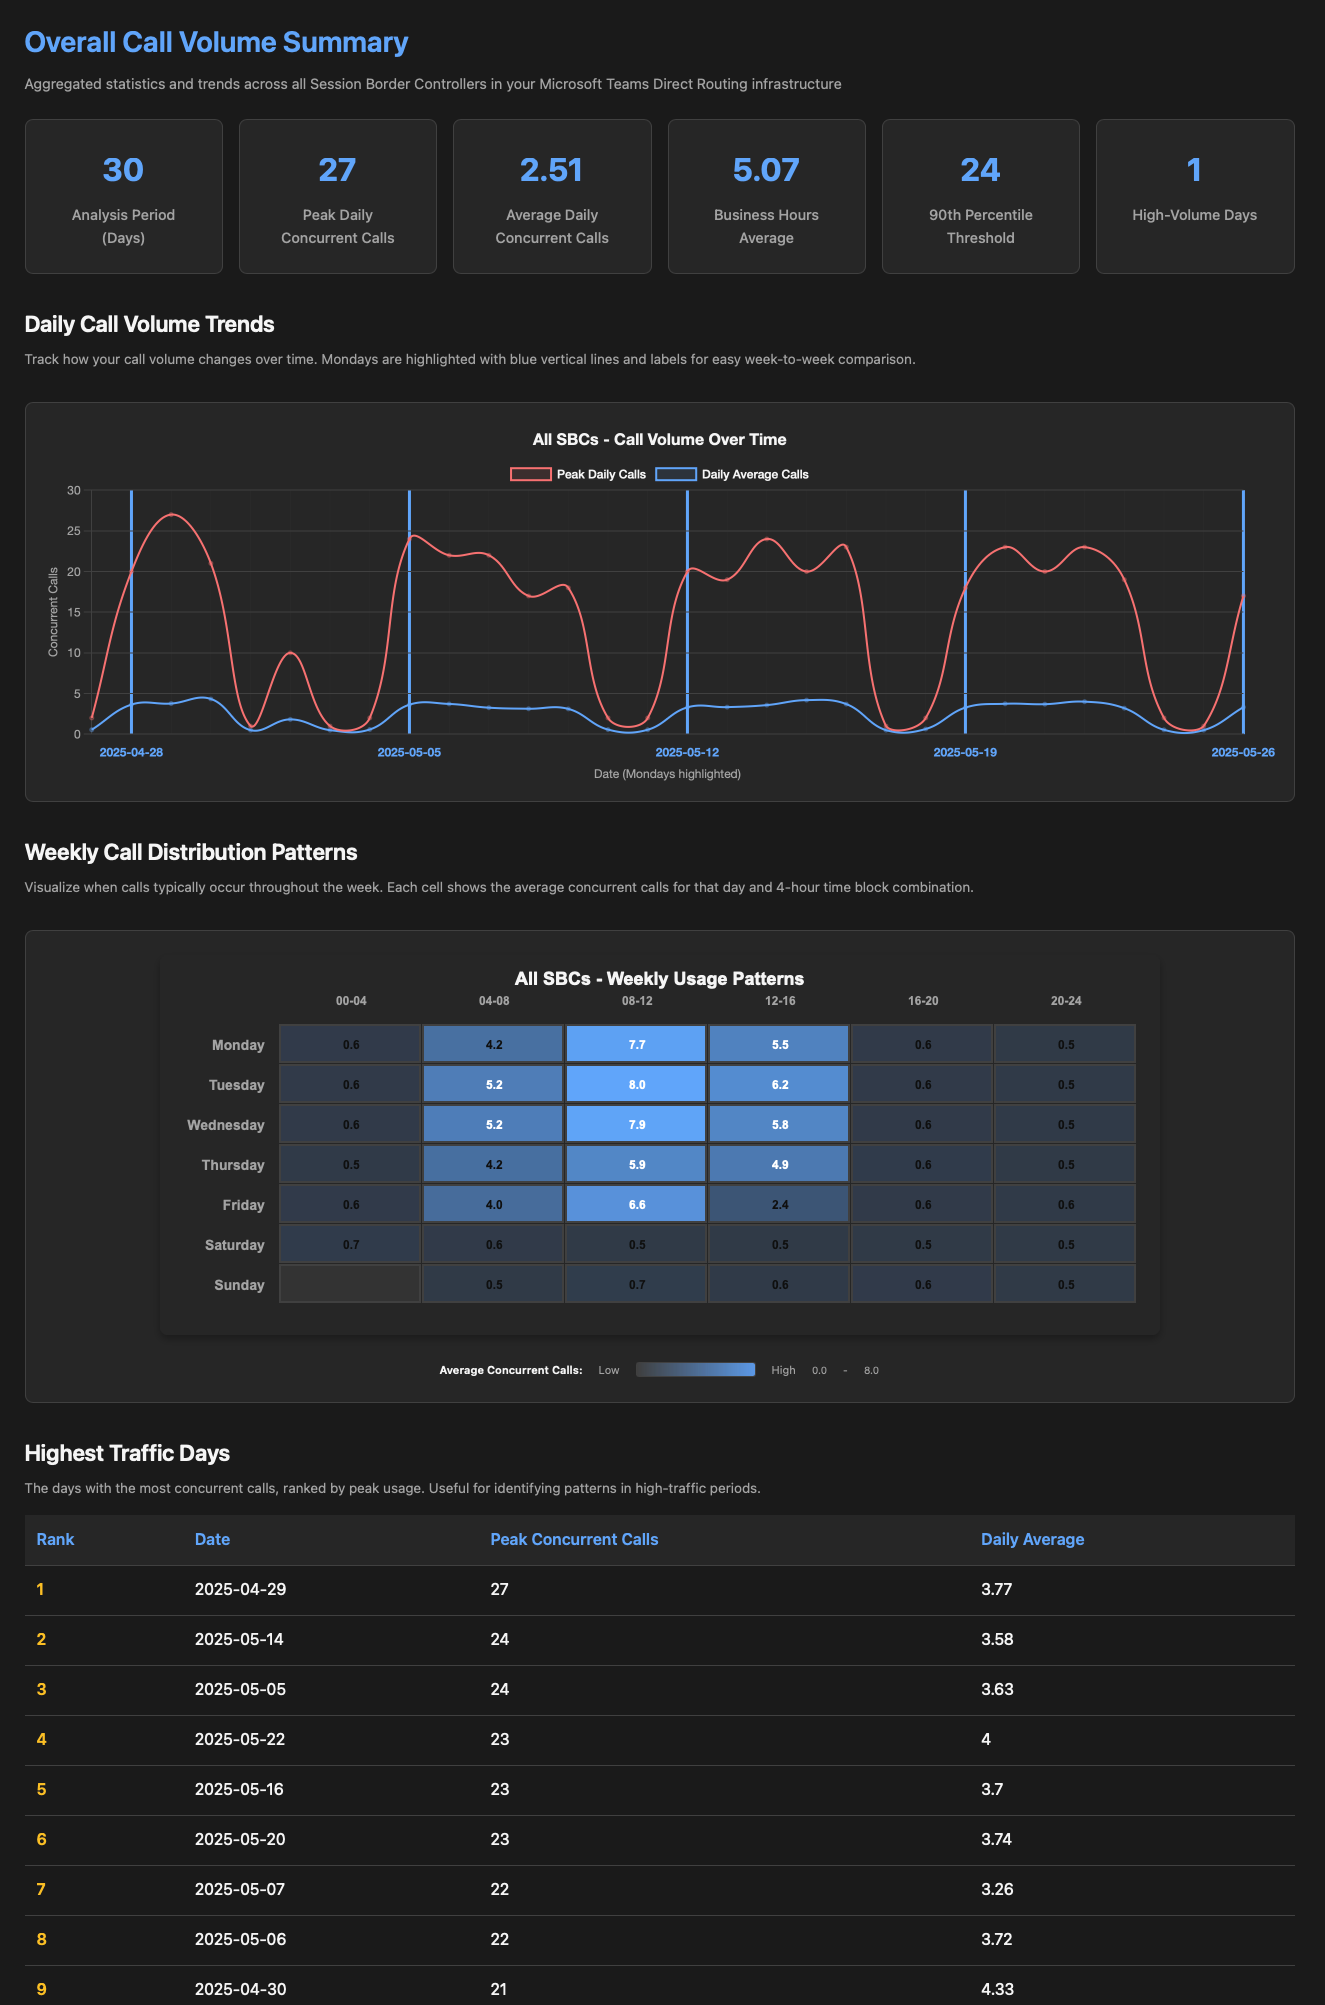 Overall Call Volume Summary
Aggregated statistics and trends across all Session Border Controllers in your Microsoft Teams Direct Routing infrastructure
30
Analysis Period
(Days)
27
Peak Daily
Concurrent Calls
2.51
Average Daily
Concurrent Calls
5.07
Business Hours
Average
24
90th Percentile
Threshold
1
High-Volume Days
Daily Call Volume Trends
Track how your call volume changes over time. Mondays are highlighted with blue vertical lines and labels for easy week-to-week comparison.
All SBCs - Call Volume Over Time
Peak Daily Calls Daily Average Calls
Concurrent Calls
30
25
20
15
10
5
0
2025-04-28 2025-05-05 2025-05-12 2025-05-19 2025-05-26
Date (Mondays highlighted)
Weekly Call Distribution Patterns
Visualize when calls typically occur throughout the week. Each cell shows the average concurrent calls for that day and 4-hour time block combination.
All SBCs - Weekly Usage Patterns
00-04 04-08 08-12 12-16 16-20 20-24
Monday 0.6 4.2 7.7 5.5 0.6 0.5
Tuesday 0.6 5.2 8.0 6.2 0.6 0.5
Wednesday 0.6 5.2 7.9 5.8 0.6 0.5
Thursday 0.5 4.2 5.9 4.9 0.6 0.5
Friday 0.6 4.0 6.6 2.4 0.6 0.6
Saturday 0.7 0.6 0.5 0.5 0.5 0.5
Sunday 0.5 0.7 0.6 0.6 0.5
Average Concurrent Calls: Low High 0.0 - 8.0
Highest Traffic Days
The days with the most concurrent calls, ranked by peak usage. Useful for identifying patterns in high-traffic periods.
Rank Date Peak Concurrent Calls Daily Average
1 2025-04-29 27 3.77
2 2025-05-14 24 3.58
3 2025-05-05 24 3.63
4 2025-05-22 23 4
5 2025-05-16 23 3.7
6 2025-05-20 23 3.74
7 2025-05-07 22 3.26
8 2025-05-06 22 3.72
9 2025-04-30 21 4.33